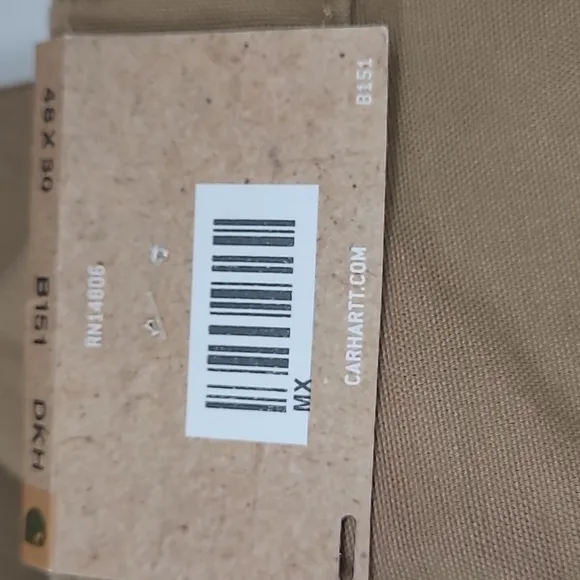 48 X 30 B151 DKH
RN14806
MX
CARHARTT.COM
B151